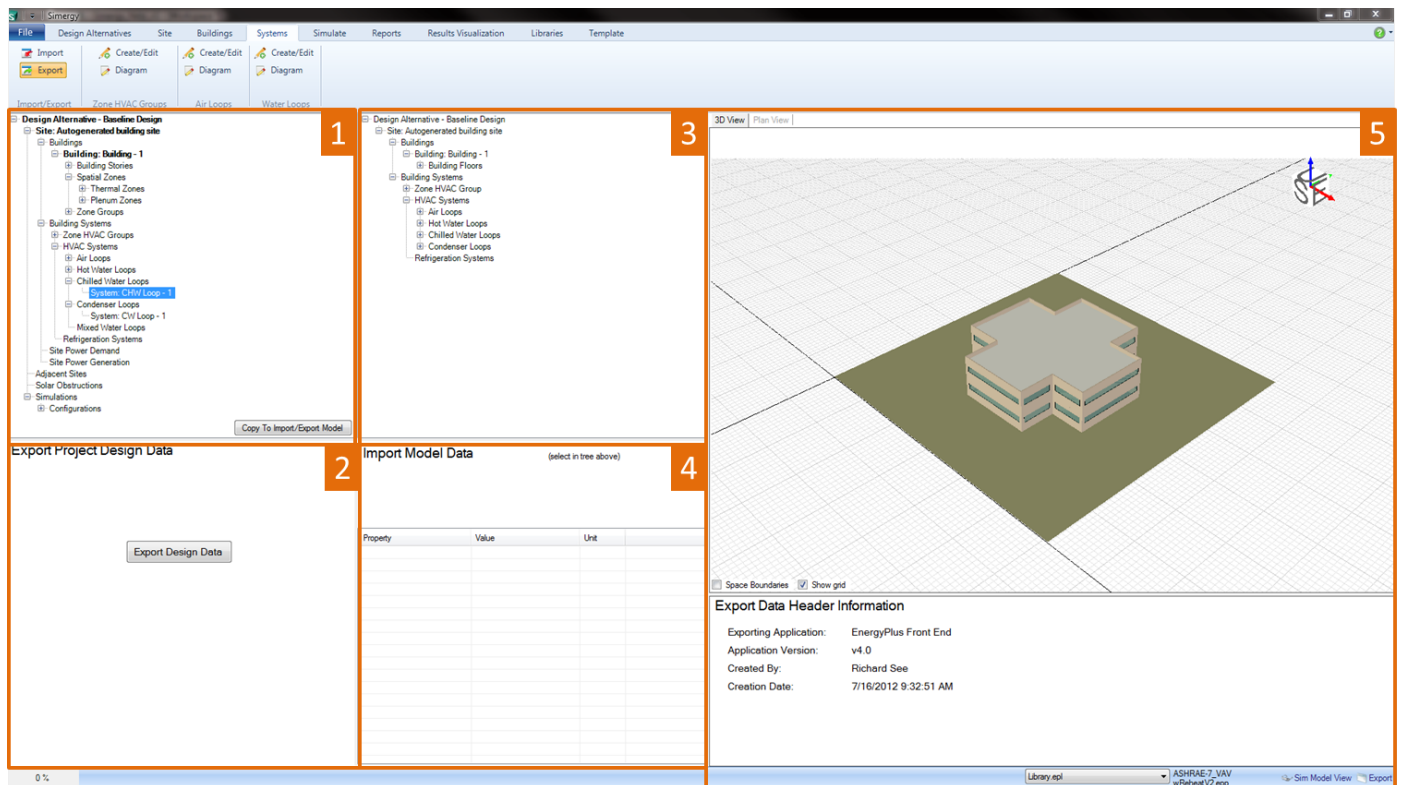 Simergy
File Design Alternatives Site Buildings Systems Simulate Reports Results Visualization Libraries Template
Import Create/Edit Create/Edit Create/Edit
Export Diagram Diagram Diagram
Import/Export Zone HVAC Groups Air Loops Water Loops
1
Design Alternative - Baseline Design
Site: Autogenerated building site
Buildings
Building: Building - 1
Building Stories
Spatial Zones
Thermal Zones
Plenum Zones
Zone Groups
Building Systems
Zone HVAC Groups
HVAC Systems
Air Loops
Hot Water Loops
Chilled Water Loops
System: CHW Loop - 1
Condenser Loops
System: CW Loop - 1
Mixed Water Loops
Refrigeration Systems
Site Power Demand
Site Power Generation
Adjacent Sites
Solar Obstructions
Simulations
Configurations
Copy To Import/Export Model
Export Project Design Data
2
Export Design Data
3
Design Alternative - Baseline Design
Site: Autogenerated building site
Buildings
Building: Building - 1
Building Floors
Building Systems
Zone HVAC Group
HVAC Systems
Air Loops
Hot Water Loops
Chilled Water Loops
Condenser Loops
Refrigeration Systems
Import Model Data (select in tree above)
4
Property Value Unit
3D View Plan View
5
Space Boundaries Show grid
Export Data Header Information
Exporting Application: EnergyPlus Front End
Application Version: v4.0
Created By: Richard See
Creation Date: 7/16/2012 9:32:51 AM
0 %
Library.epl ASHRAE-7_VAV Sim Model View Export